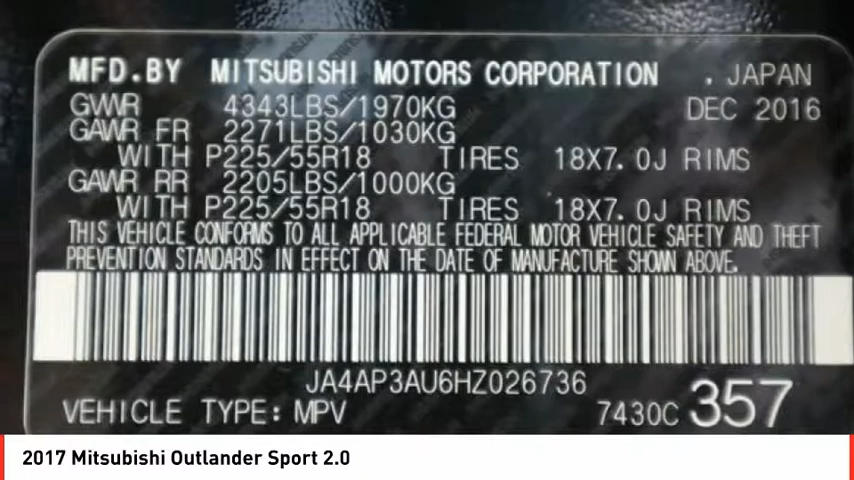 MFD.BY MITSUBISHI MOTORS CORPORATION . JAPAN
GVWR 4343LBS/1970KG DEC 2016
GAWR FR 2271LBS/1030KG
WITH P225/55R18 TIRES 18X7.0J RIMS
GAWR RR 2205LBS/1000KG
WITH P225/55R18 TIRES 18X7.0J RIMS
THIS VEHICLE CONFORMS TO ALL APPLICABLE FEDERAL MOTOR VEHICLE SAFETY AND THEFT
PREVENTION STANDARDS IN EFFECT ON THE DATE OF MANUFACTURE SHOWN ABOVE.
JA4AP3AU6HZ026736
VEHICLE TYPE: MPV 7430C 357
2017 Mitsubishi Outlander Sport 2.0